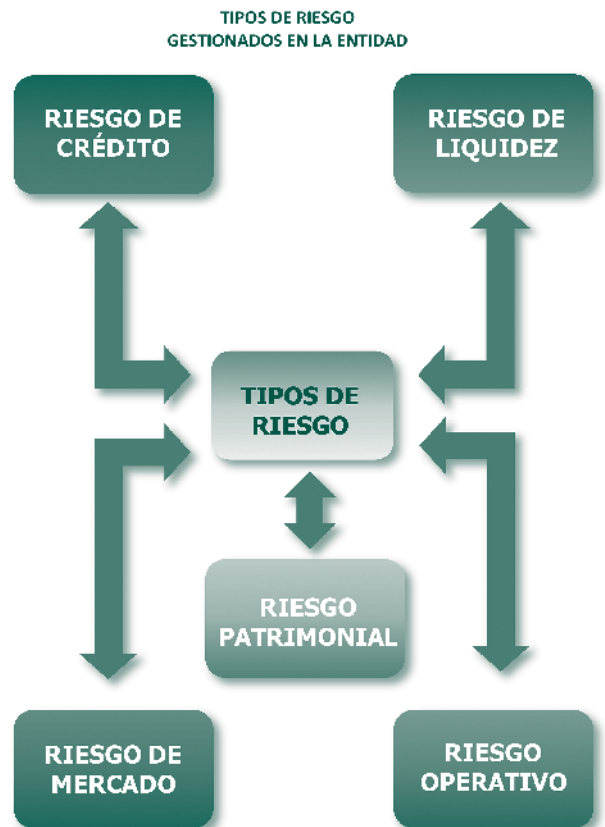 TIPOS DE RIESGO
GESTIONADOS EN LA ENTIDAD
RIESGO DE
CRÉDITO
RIESGO DE
LIQUIDEZ
TIPOS DE
RIESGO
RIESGO
PATRIMONIAL
RIESGO DE
MERCADO
RIESGO
OPERATIVO